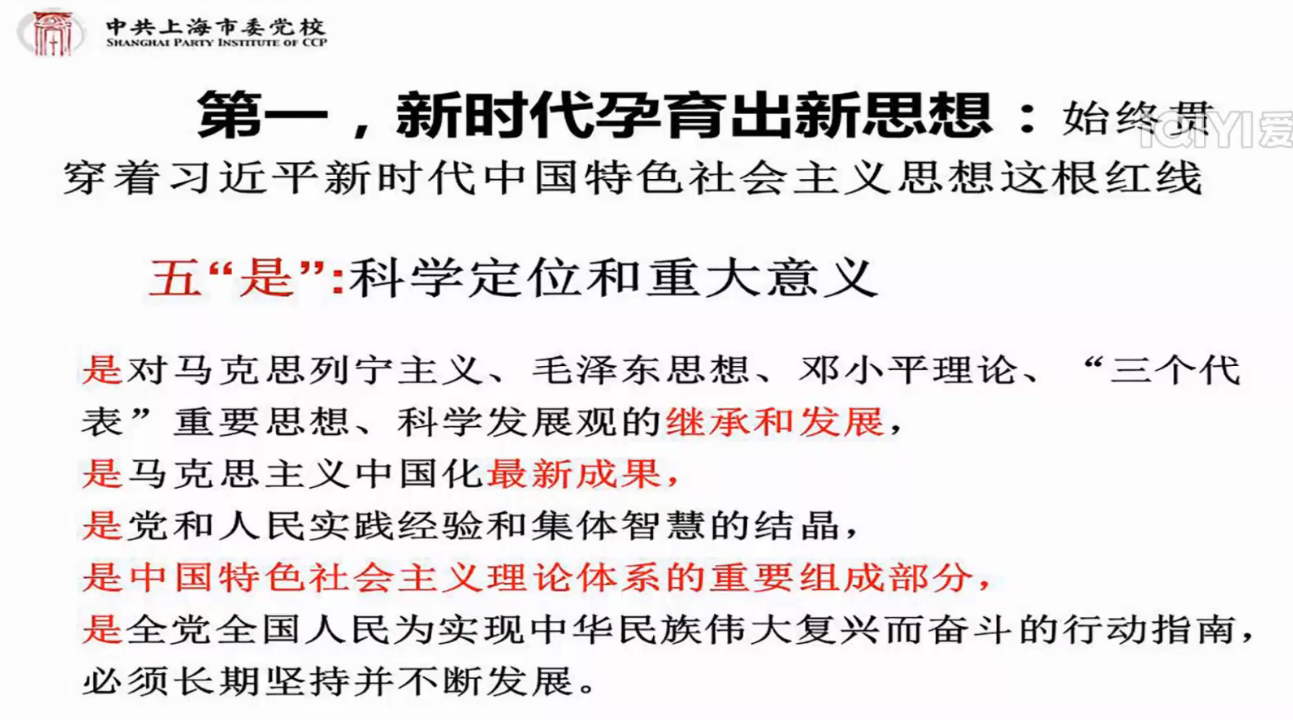 中共上海市委党校
SHANGHAI PARTY INSTITUTE OF CCP
第一，新时代孕育出新思想：始终贯
iQIYI爱
穿着习近平新时代中国特色社会主义思想这根红线
五“是”:科学定位和重大意义
是对马克思列宁主义、毛泽东思想、邓小平理论、“三个代
表”重要思想、科学发展观的继承和发展，
是马克思主义中国化最新成果，
是党和人民实践经验和集体智慧的结晶，
是中国特色社会主义理论体系的重要组成部分，
是全党全国人民为实现中华民族伟大复兴而奋斗的行动指南，
必须长期坚持并不断发展。